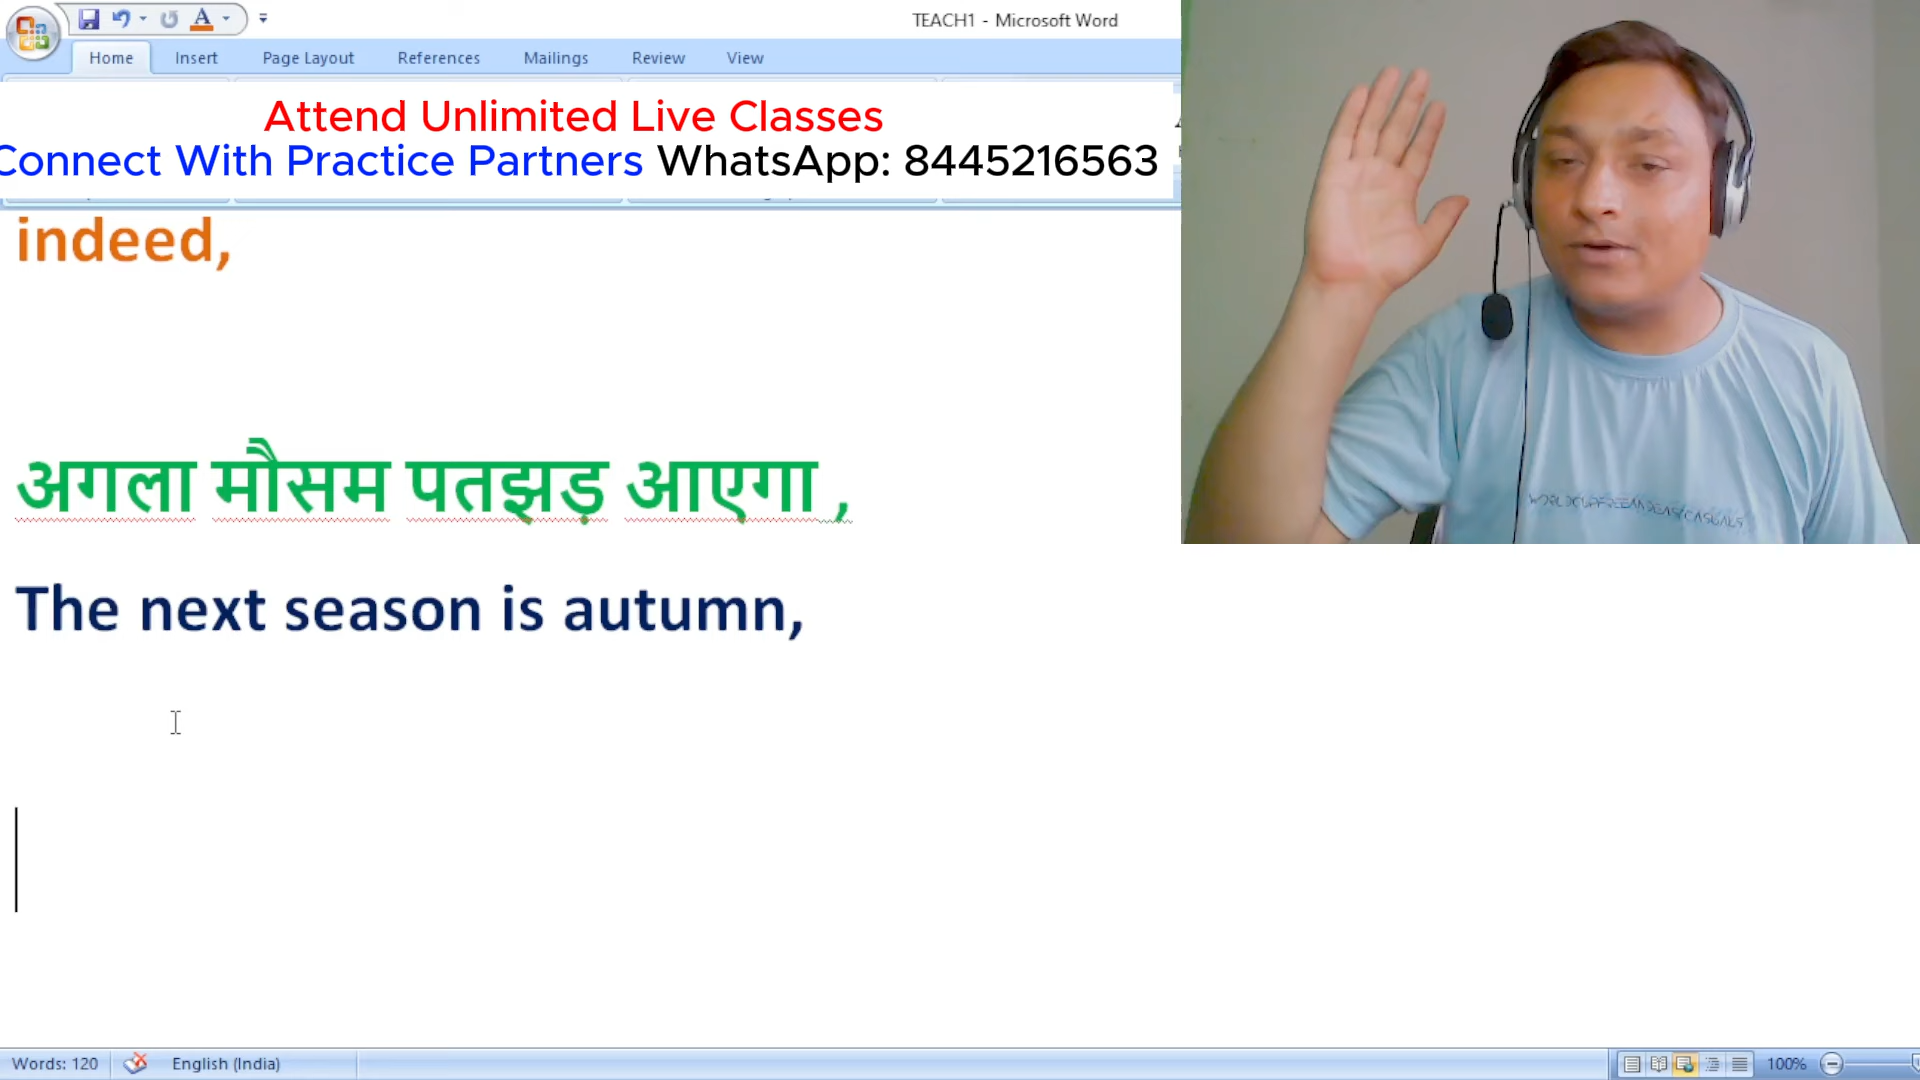 TEACH1 - Microsoft Word
Home Insert Page Layout References Mailings Review View
Attend Unlimited Live Classes
Connect With Practice Partners WhatsApp: 8445216563
indeed,
अगला मौसम पतझड़ आएगा ,
The next season is autumn,
Words: 120 English (India) 100%